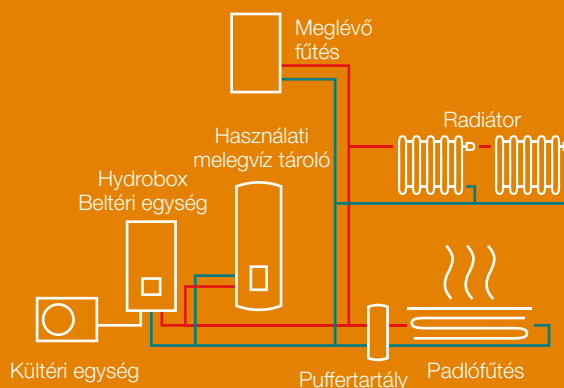 Meglévő
fűtés
Radiátor
Használati
melegvíz tároló
Hydrobox
Beltéri egység
Kültéri egység
Puffertartály
Padlófűtés